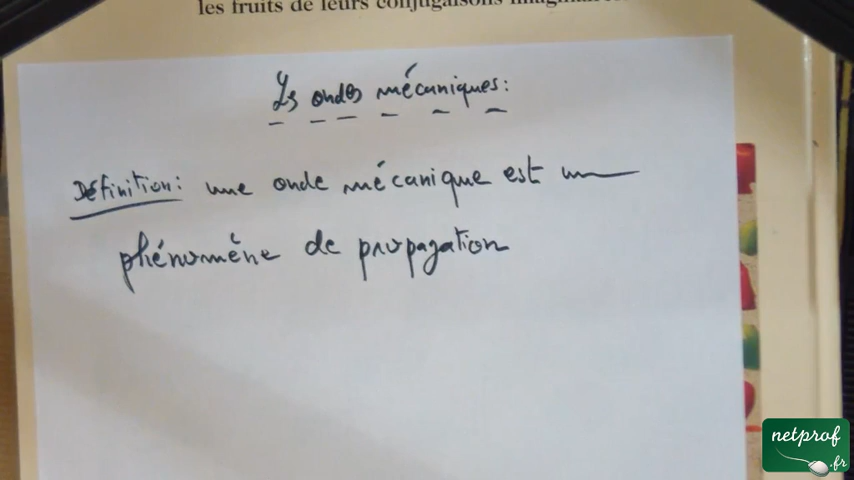 les fruits de leurs conjugaisons
Les ondes mécaniques:
Définition: une onde mécanique est un
phénomène de propagation
netprof
.fr